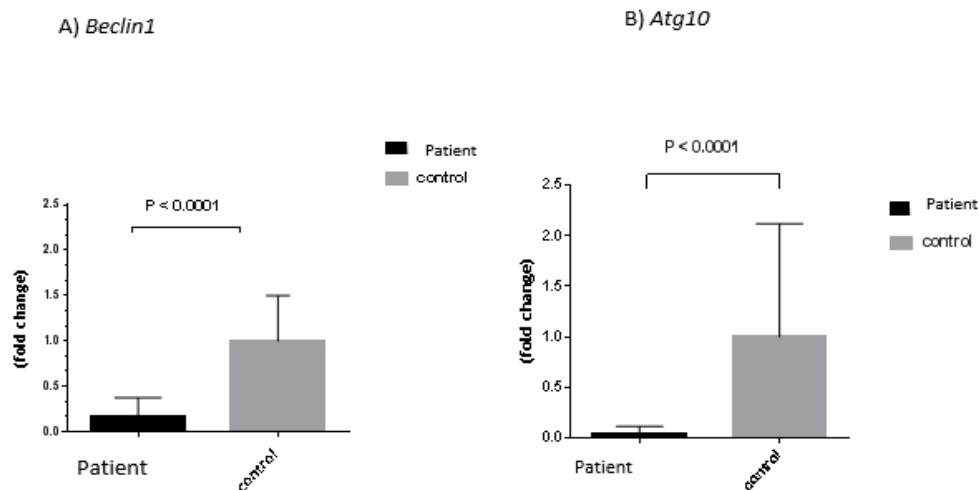 A) Beclin1
Patient
control
P < 0.0001
2.5
2.0
1.5
1.0
0.5
0.0
(fold change)
Patient
control
B) Atg10
P < 0.0001
Patient
control
2.5
2.0
1.5
1.0
0.5
0.0
(fold change)
Patient
control